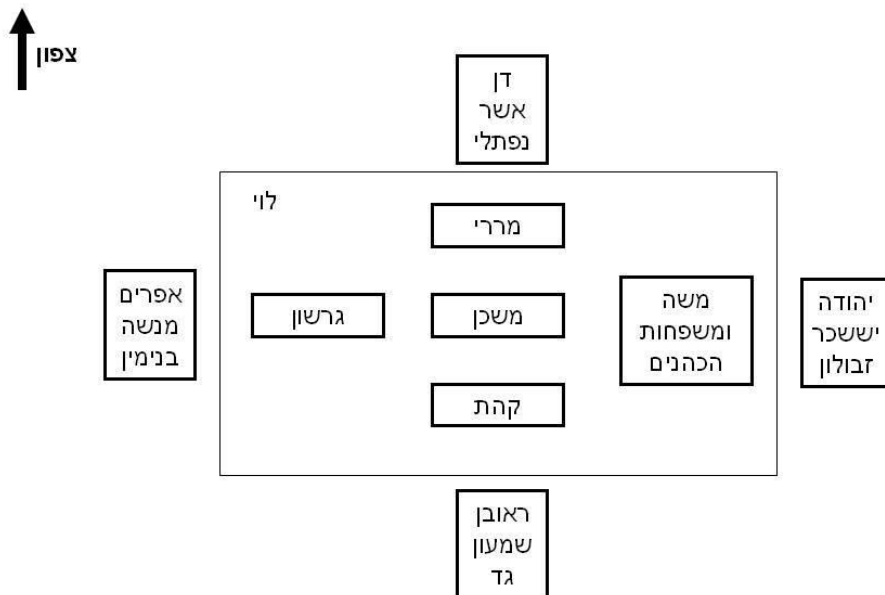 צפון
דן
אשר
נפתלי
לוי
מררי
יהודה
יששכר
זבולון
משה
ומשפחות
הכהנים
משכן
גרשון
אפרים
מנשה
בנימין
קהת
ראובן
שמעון
גד